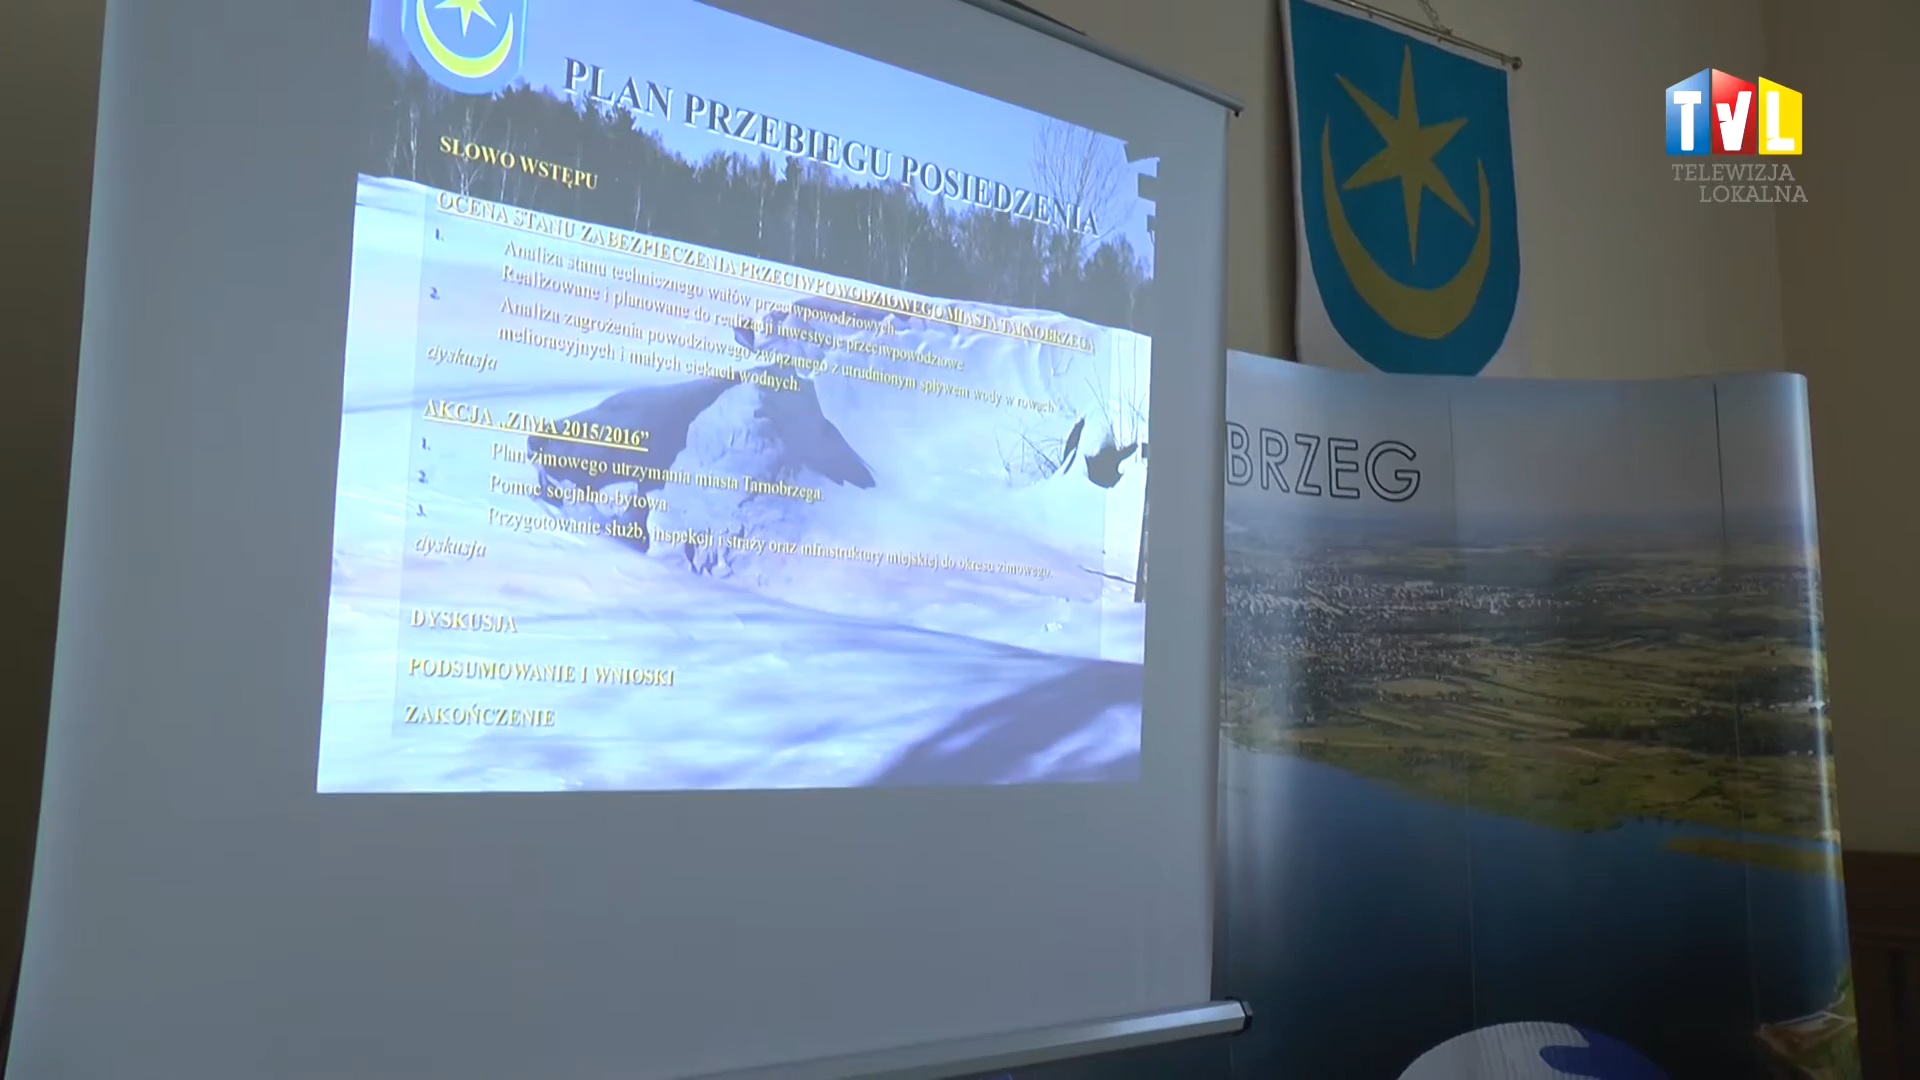 PLAN PRZEBIEGU POSIEDZENIA
SŁOWO WSTĘPU
OCENA STANU ZABEZPIECZENIA PRZECIWPOWODZIOWEGO MIASTA TARNOBRZEGA
1. Analiza stanu technicznego wałów przeciwpowodziowych.
Realizowane i planowane do realizacji inwestycje przeciwpowodziowe.
2. Analiza zagrożenia powodziowego związanego z utrudnionym spływem wody w rowach
melioracyjnych i małych ciekach wodnych.
dyskusja
AKCJA „ZIMA 2015/2016”
1. Plan zimowego utrzymania miasta Tarnobrzega.
2. Pomoc socjalno-bytowa
3. Przygotowanie służb, inspekcji i straży oraz infrastruktury miejskiej do okresu zimowego.
dyskusja
DYSKUSJA
PODSUMOWANIE I WNIOSKI
ZAKOŃCZENIE
BRZEG
TVL
TELEWIZJA
LOKALNA